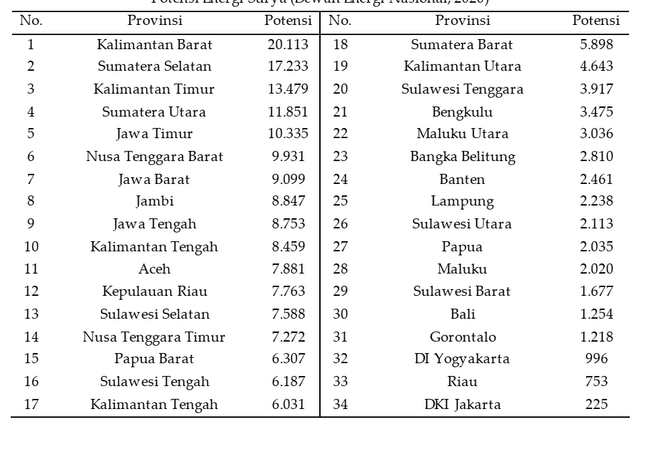 Potensi Energi Surya (Dewan Energi Nasional, 2020)
No. Provinsi Potensi No. Provinsi Potensi
1 Kalimantan Barat 20.113 18 Sumatera Barat 5.898
2 Sumatera Selatan 17.233 19 Kalimantan Utara 4.643
3 Kalimantan Timur 13.479 20 Sulawesi Tenggara 3.917
4 Sumatera Utara 11.851 21 Bengkulu 3.475
5 Jawa Timur 10.335 22 Maluku Utara 3.036
6 Nusa Tenggara Barat 9.931 23 Bangka Belitung 2.810
7 Jawa Barat 9.099 24 Banten 2.461
8 Jambi 8.847 25 Lampung 2.238
9 Jawa Tengah 8.753 26 Sulawesi Utara 2.113
10 Kalimantan Tengah 8.459 27 Papua 2.035
11 Aceh 7.881 28 Maluku 2.020
12 Kepulauan Riau 7.763 29 Sulawesi Barat 1.677
13 Sulawesi Selatan 7.588 30 Bali 1.254
14 Nusa Tenggara Timur 7.272 31 Gorontalo 1.218
15 Papua Barat 6.307 32 DI Yogyakarta 996
16 Sulawesi Tengah 6.187 33 Riau 753
17 Kalimantan Tengah 6.031 34 DKI Jakarta 225